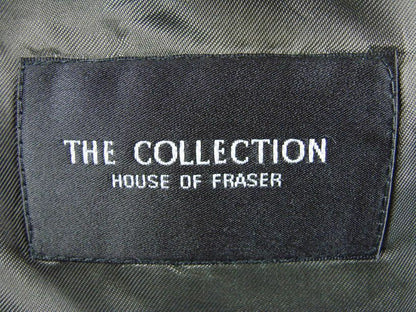 THE COLLECTION
HOUSE OF FRASER